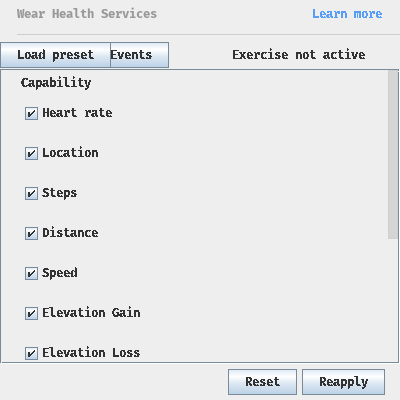 Wear Health Services Learn more
Load preset Events Exercise not active
Capability
Heart rate
Location
Steps
Distance
Speed
Elevation Gain
Elevation Loss
Reset Reapply